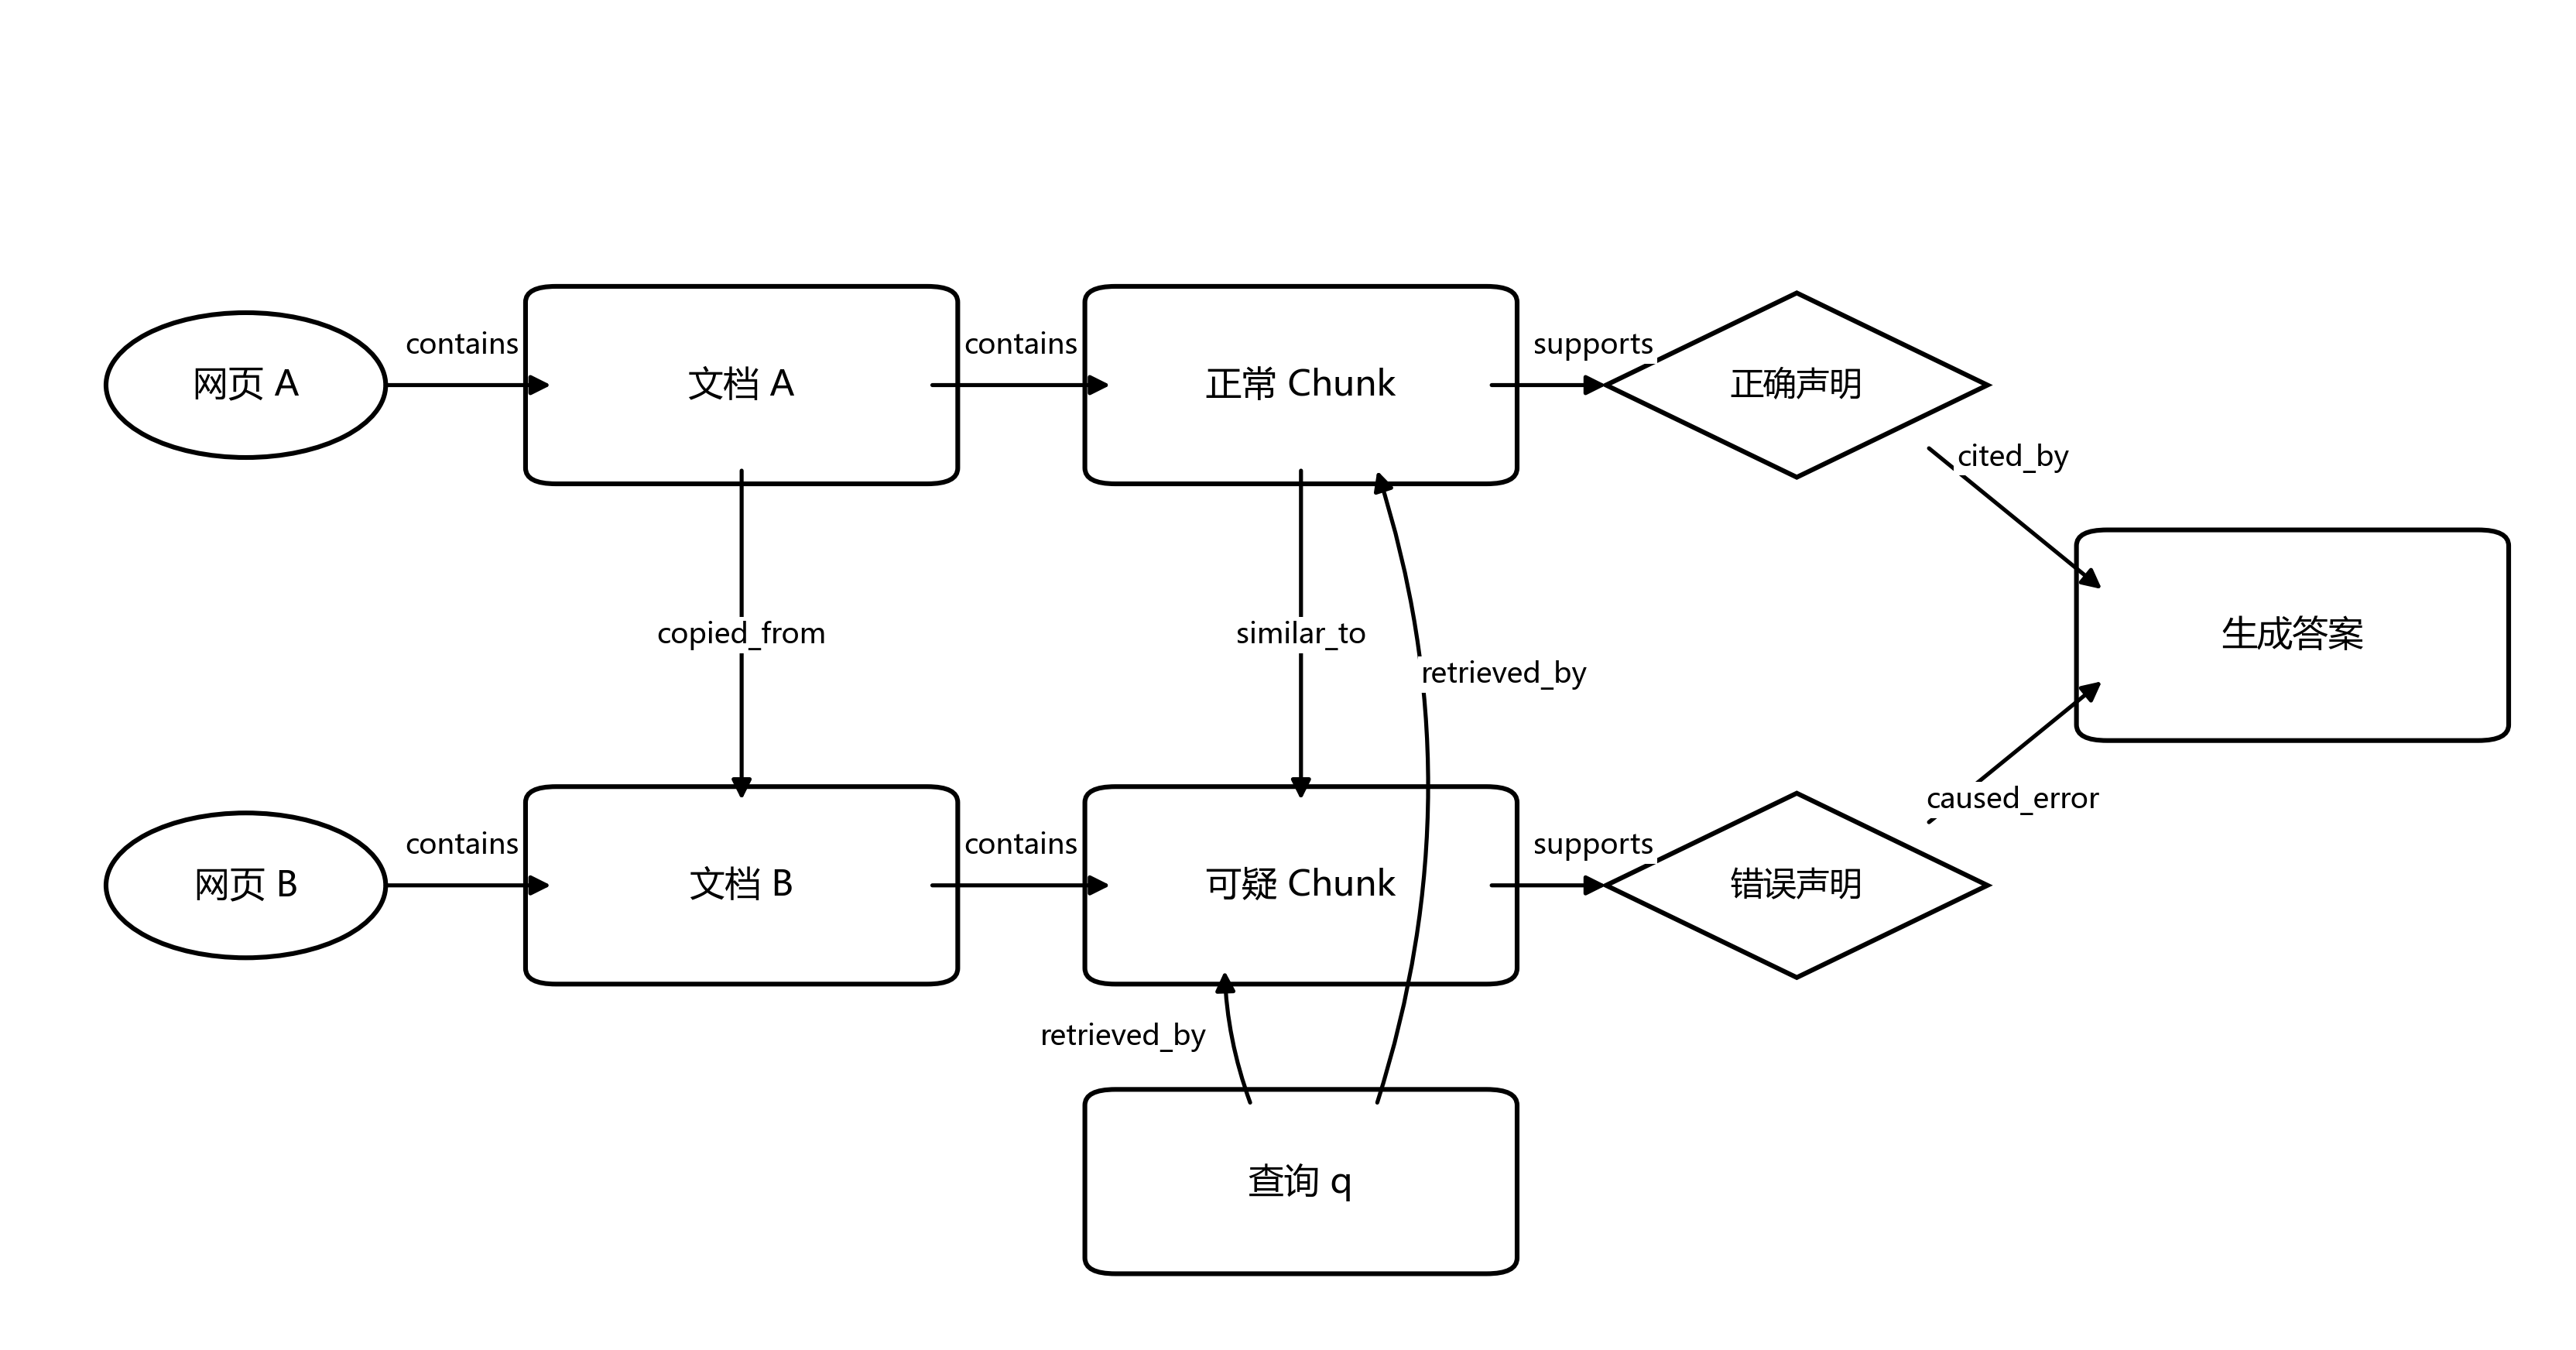 contains
contains
supports
网页 A
文档 A
正常 Chunk
正确声明
cited_by
copied_from
similar_to
retrieved_by
生成答案
caused_error
contains
contains
supports
网页 B
文档 B
可疑 Chunk
错误声明
retrieved_by
查询 q